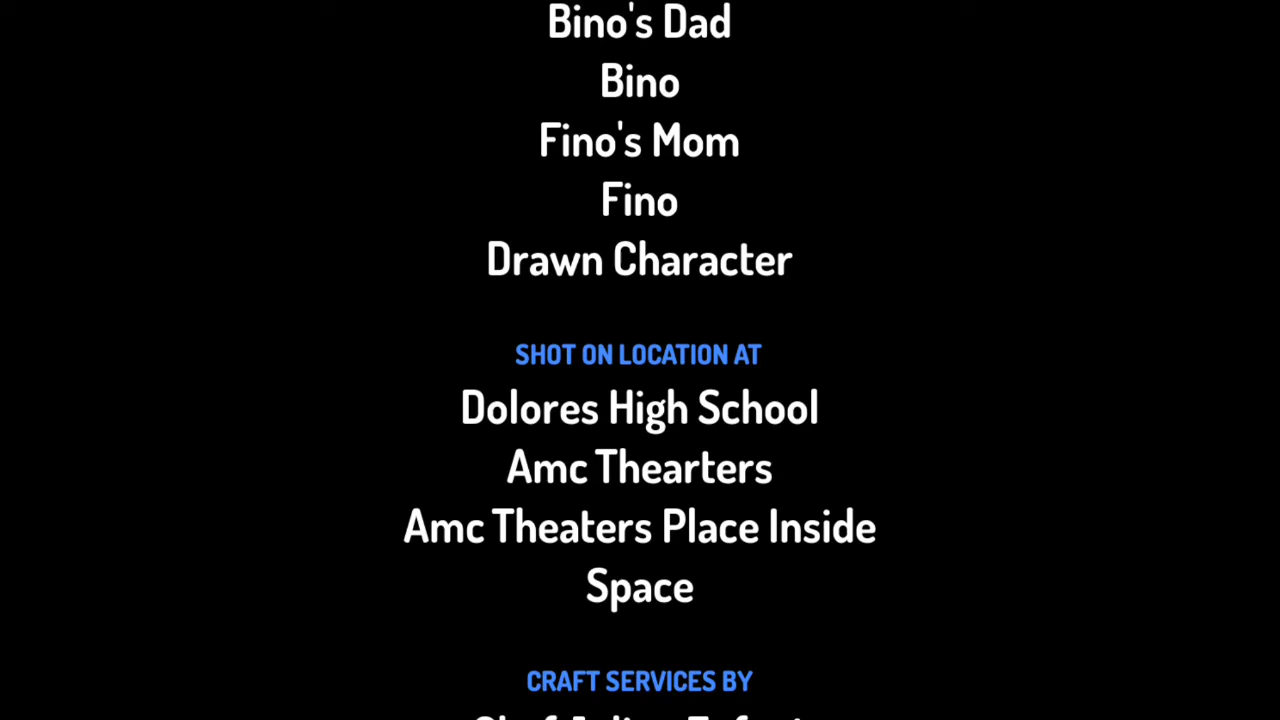 Bino's Dad
Bino
Fino's Mom
Fino
Drawn Character
SHOT ON LOCATION AT
Dolores High School
Amc Thearters
Amc Theaters Place Inside
Space
CRAFT SERVICES BY
Chef